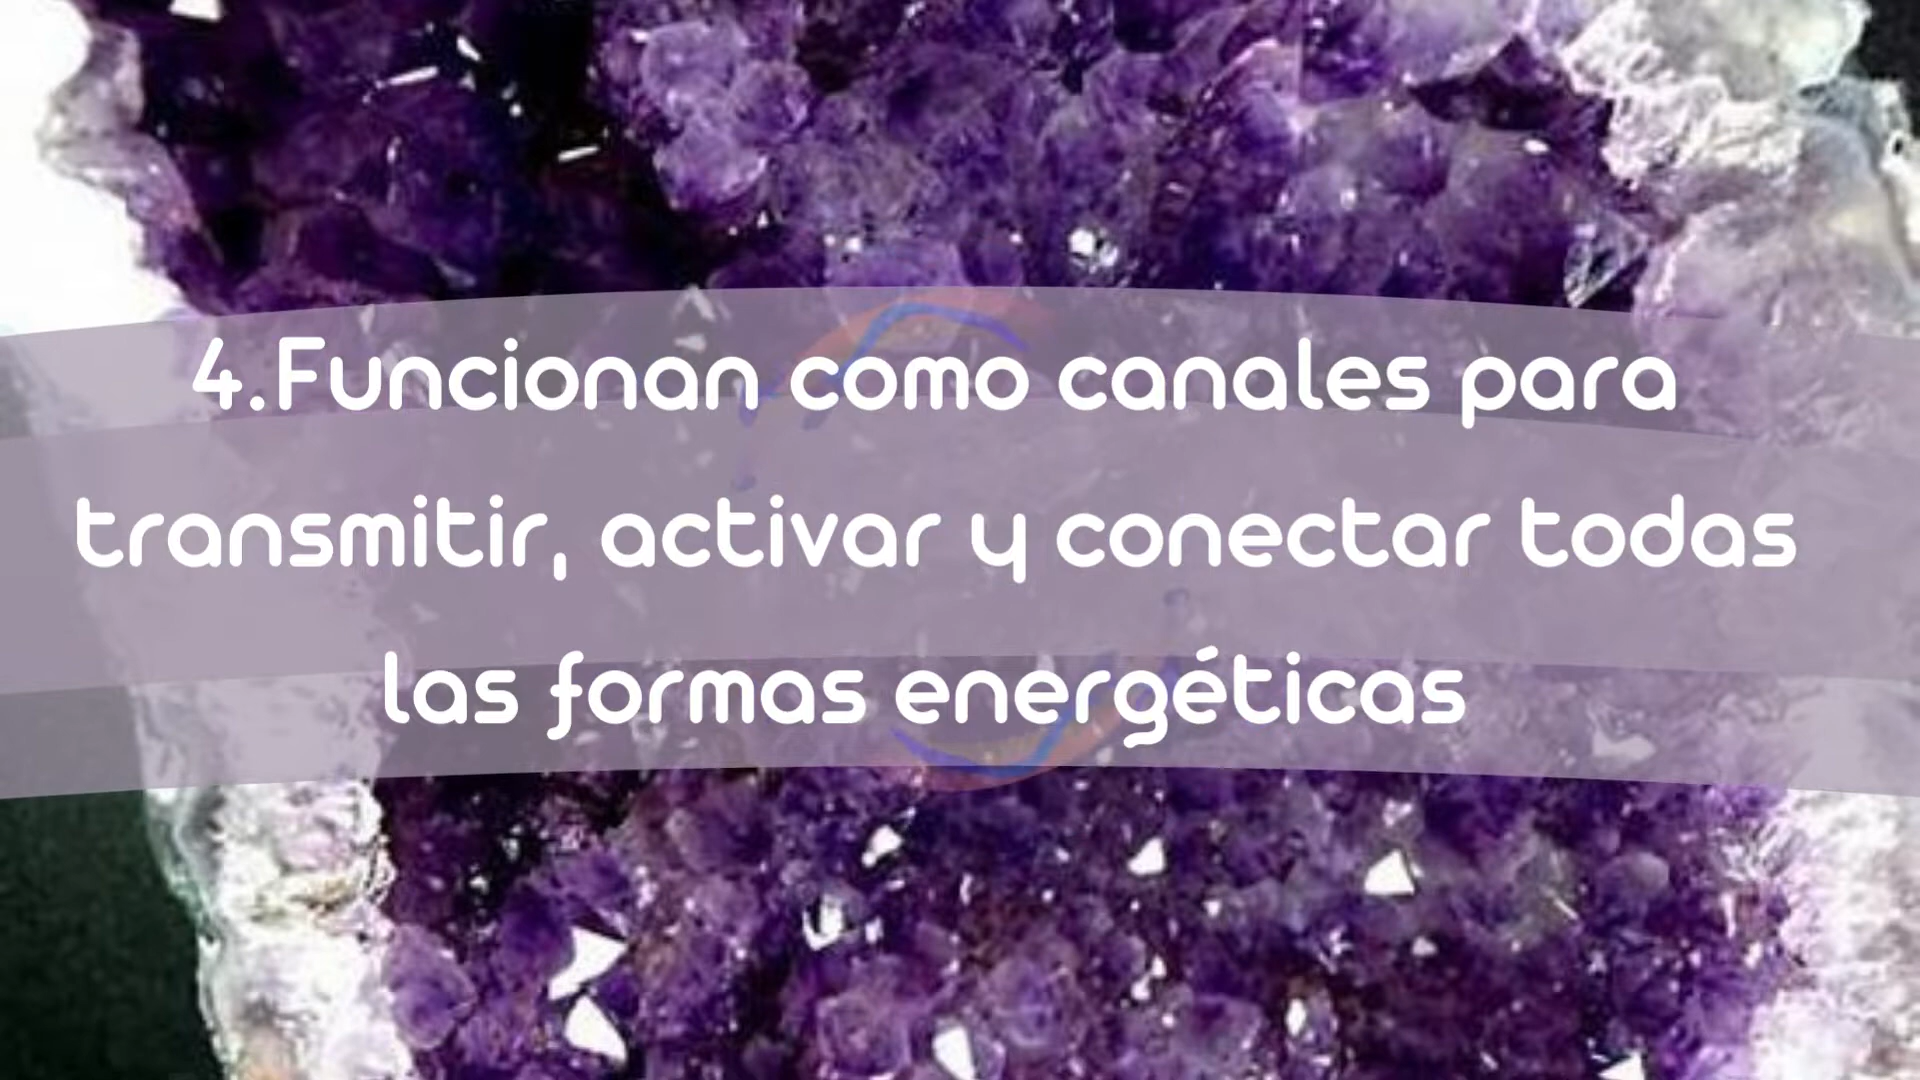 4.Funcionan como canales para
transmitir, activar y conectar todas
las formas energéticas